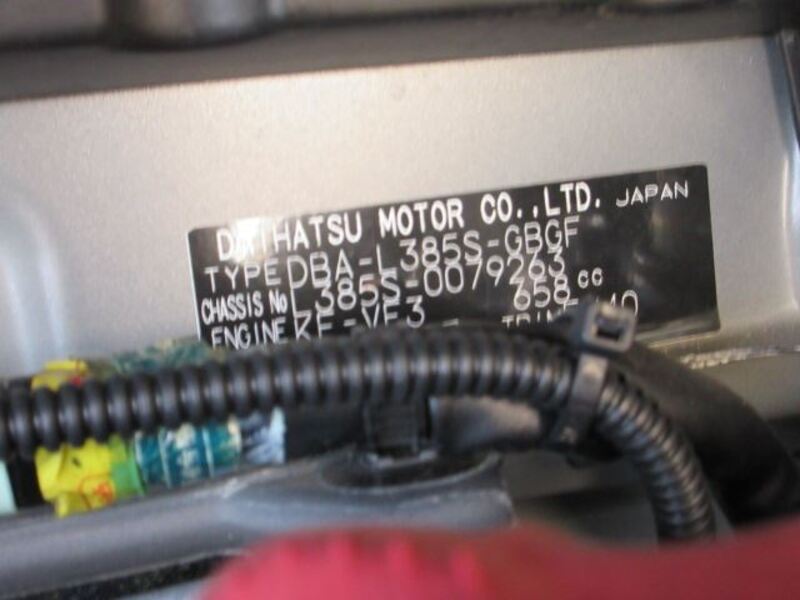 DAIHATSU MOTOR CO.,LTD. JAPAN
TYPE DBA-L385S-GBGF
CHASSIS No L385S-0079263
ENGINE KF-VE3 658 cc